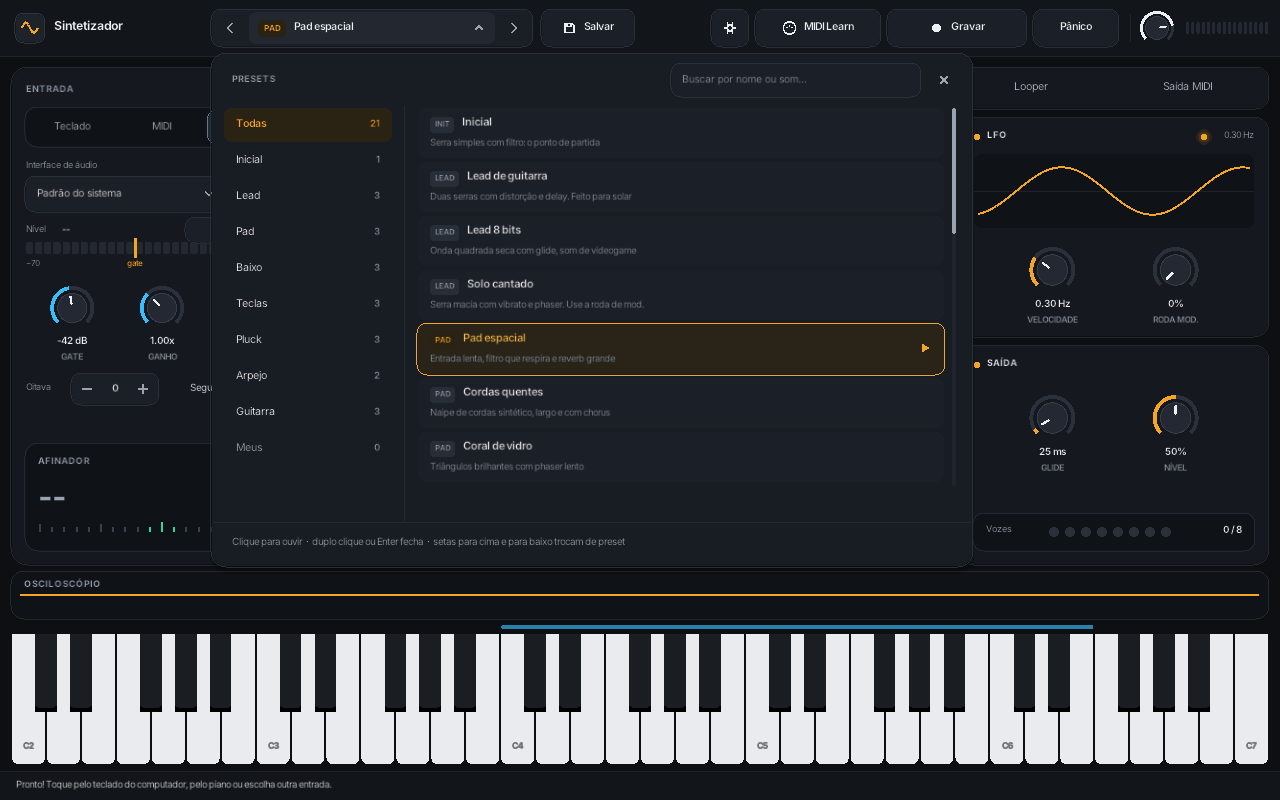 Sintetizador
PAD Pad espacial
Salvar
MIDI Learn
Gravar
Pânico
ENTRADA
Teclado
MIDI
Interface de áudio
Padrão do sistema
Nível --
-70
gate
-42 dB
GATE
1.00x
GANHO
Oitava
0
Segu
AFINADOR
--
PRESETS
Buscar por nome ou som...
Todas 21
Inicial 1
Lead 3
Pad 3
Baixo 3
Teclas 3
Pluck 3
Arpejo 2
Guitarra 3
Meus 0
INIT Inicial
Serra simples com filtro: o ponto de partida
LEAD Lead de guitarra
Duas serras com distorção e delay. Feito para solar
LEAD Lead 8 bits
Onda quadrada seca com glide, som de videogame
LEAD Solo cantado
Serra macia com vibrato e phaser. Use a roda de mod.
PAD Pad espacial
Entrada lenta, filtro que respira e reverb grande
PAD Cordas quentes
Naipe de cordas sintético, largo e com chorus
PAD Coral de vidro
Triângulos brilhantes com phaser lento
Clique para ouvir · duplo clique ou Enter fecha · setas para cima e para baixo trocam de preset
Looper
Saída MIDI
LFO
0.30 Hz
0.30 Hz
VELOCIDADE
0%
RODA MOD.
SAÍDA
25 ms
GLIDE
50%
NÍVEL
Vozes
0 / 8
OSCILOSCÓPIO
C2
C3
C4
C5
C6
C7
Pronto! Toque pelo teclado do computador, pelo piano ou escolha outra entrada.